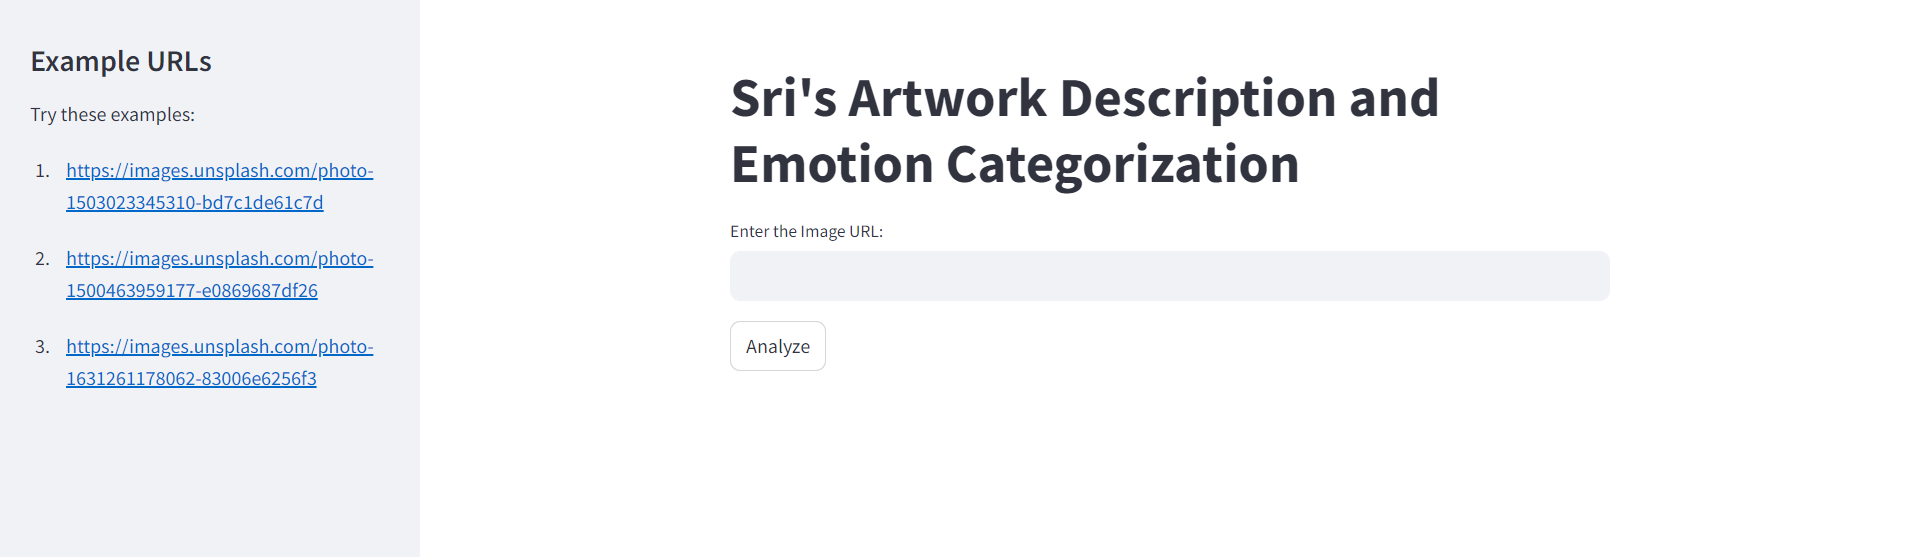 Example URLs
Try these examples:
1. https://images.unsplash.com/photo-
1503023345310-bd7c1de61c7d
2. https://images.unsplash.com/photo-
1500463959177-e0869687df26
3. https://images.unsplash.com/photo-
1631261178062-83006e6256f3
Sri's Artwork Description and
Emotion Categorization
Enter the Image URL:
Analyze